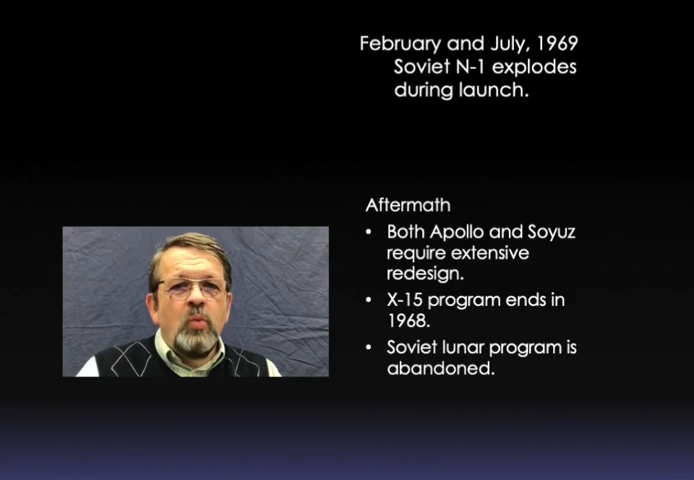 February and July, 1969
Soviet N-1 explodes
during launch.
Aftermath
• Both Apollo and Soyuz
require extensive
redesign.
• X-15 program ends in
1968.
• Soviet lunar program is
abandoned.